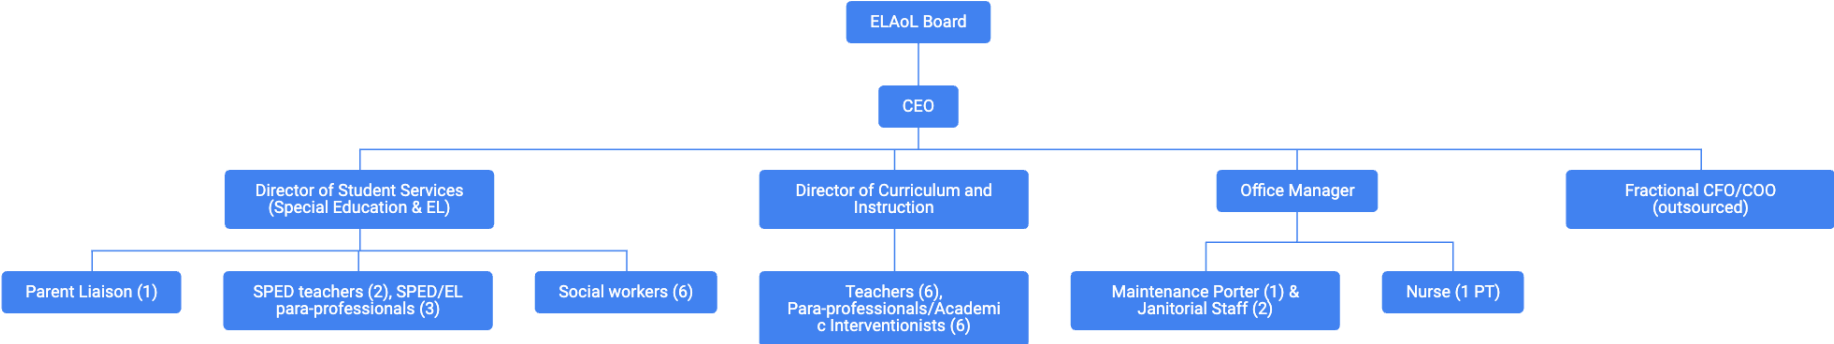 ELAoL Board
CEO
Director of Student Services
(Special Education & EL)
Director of Curriculum and
Instruction
Office Manager
Fractional CFO/COO
(outsourced)
Parent Liaison (1)
SPED teachers (2), SPED/EL
para-professionals (3)
Social workers (6)
Teachers (6),
Para-professionals/Academi
c Interventionists (6)
Maintenance Porter (1) &
Janitorial Staff (2)
Nurse (1 PT)